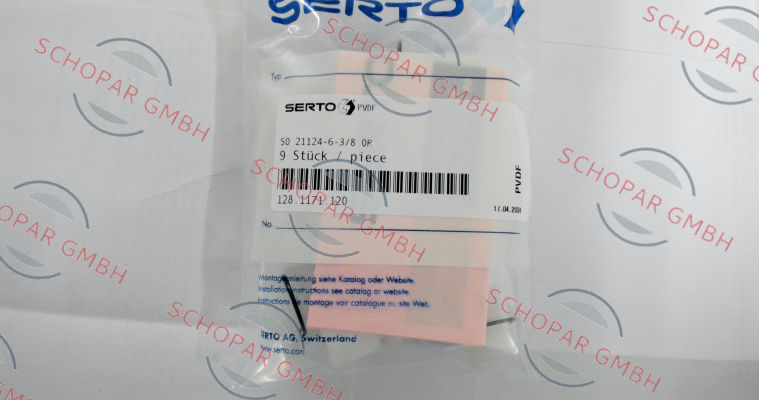 SERTO
Typ
SERTO PVDF
SO 21124-6-3/8 OR
9 Stück / piece
128.1171.120
PVDF
17.04.2024
No.
Montageanleitung siehe Katalog oder Website.
Installation instructions see catalog or website.
Instructions de montage voir catalogue ou site Web.
SERTO AG, Switzerland
www.serto.com
SCHOPAR GMBH
SCHOPAR GMBH
SCHOPAR GMBH
SCHOPAR GMBH
SCHOPAR GMBH
SCHOPAR GMBH
SCHOPAR GMBH
SCHOPAR GMBH